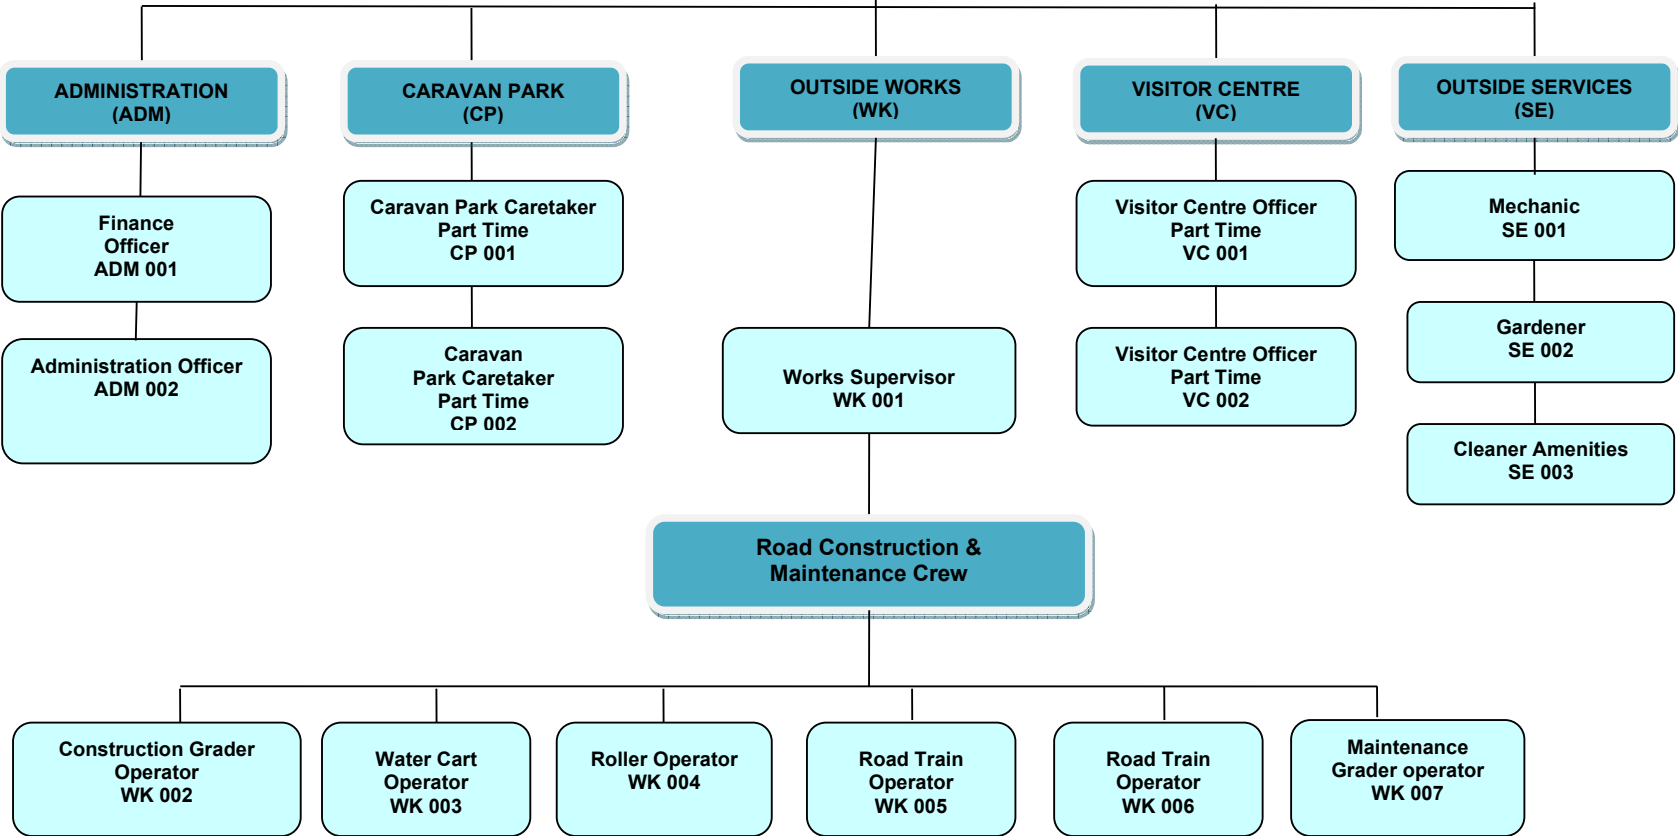 ADMINISTRATION
(ADM)
CARAVAN PARK
(CP)
OUTSIDE WORKS
(WK)
VISITOR CENTRE
(VC)
OUTSIDE SERVICES
(SE)
Finance
Officer
ADM 001
Administration Officer
ADM 002
Caravan Park Caretaker
Part Time
CP 001
Caravan
Park Caretaker
Part Time
CP 002
Works Supervisor
WK 001
Visitor Centre Officer
Part Time
VC 001
Visitor Centre Officer
Part Time
VC 002
Mechanic
SE 001
Gardener
SE 002
Cleaner Amenities
SE 003
Road Construction &
Maintenance Crew
Construction Grader
Operator
WK 002
Water Cart
Operator
WK 003
Roller Operator
WK 004
Road Train
Operator
WK 005
Road Train
Operator
WK 006
Maintenance
Grader operator
WK 007